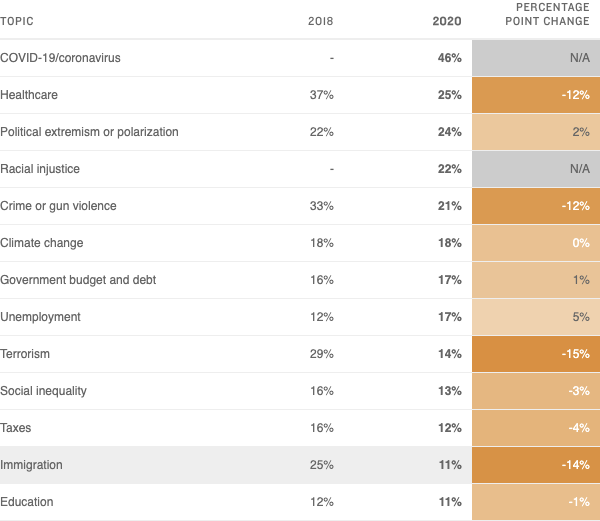 TOPIC 2018 2020 PERCENTAGE POINT CHANGE
COVID-19/coronavirus - 46% N/A
Healthcare 37% 25% -12%
Political extremism or polarization 22% 24% 2%
Racial injustice - 22% N/A
Crime or gun violence 33% 21% -12%
Climate change 18% 18% 0%
Government budget and debt 16% 17% 1%
Unemployment 12% 17% 5%
Terrorism 29% 14% -15%
Social inequality 16% 13% -3%
Taxes 16% 12% -4%
Immigration 25% 11% -14%
Education 12% 11% -1%